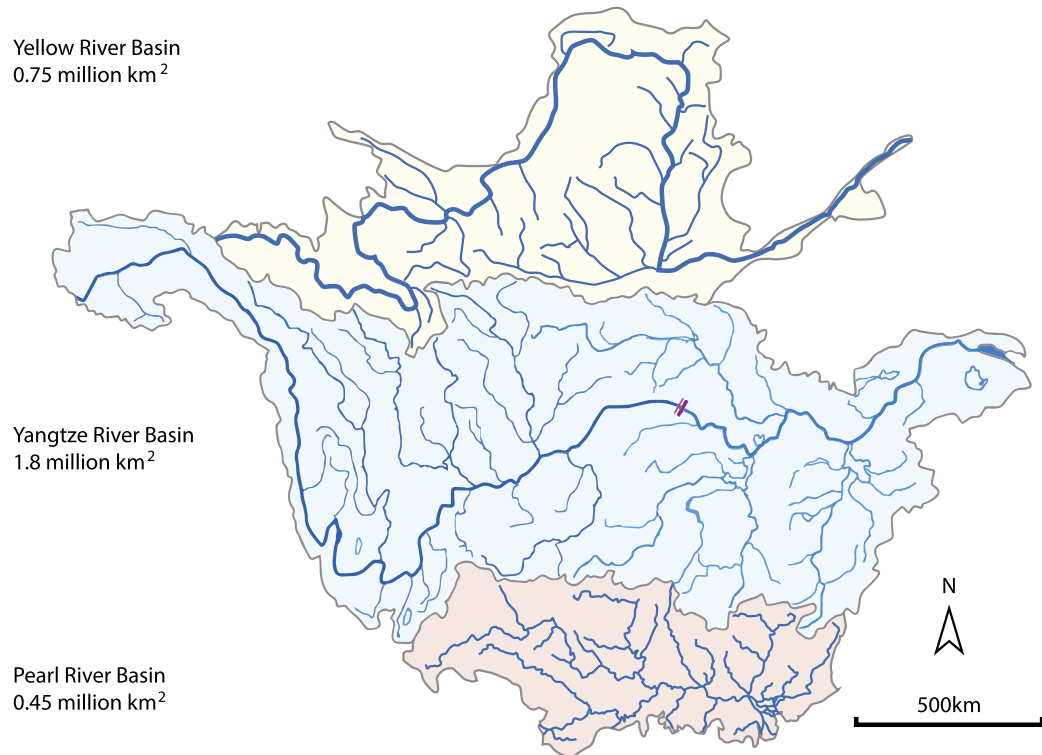 Yellow River Basin
0.75 million km²
Yangtze River Basin
1.8 million km²
Pearl River Basin
0.45 million km²
N
500km